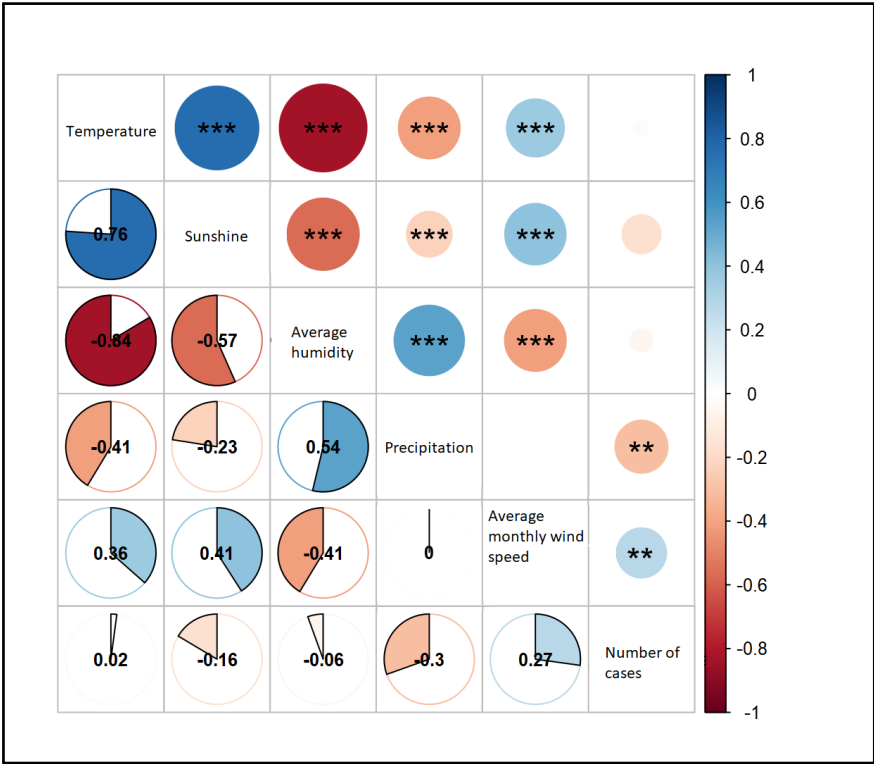 Temperature *** *** *** *** 1
0.8
0.76 Sunshine *** *** *** 0.6
0.4
-0.84 -0.57 Average
humidity *** *** 0.2
0
-0.41 -0.23 0.54 Precipitation ** -0.2
-0.4
0.36 0.41 -0.41 0 Average
monthly wind
speed ** -0.6
0.02 -0.16 -0.06 -0.3 0.27 Number of
cases -0.8
-1